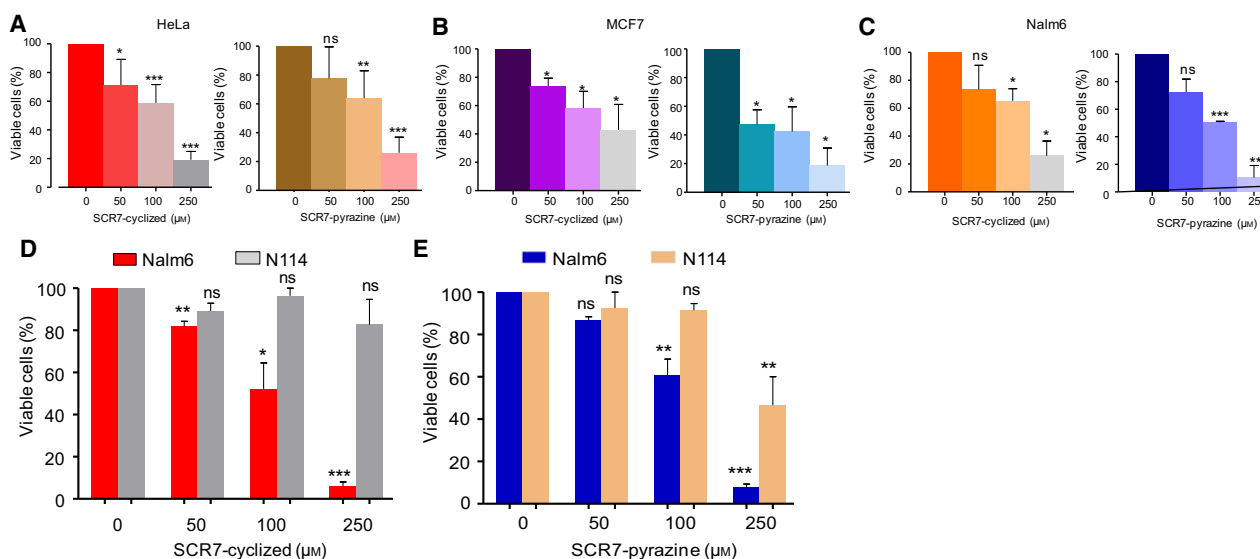 A
HeLa
Viable cells (%)
100
80
60
40
20
0
*
***
***
0 50 100 250
SCR7-cyclized (µM)
Viable cells (%)
100
80
60
40
20
0
ns
**
***
0 50 100 250
SCR7-pyrazine (µM)
B
MCF7
Viable cells (%)
100
80
60
40
20
0
*
*
*
0 50 100 250
SCR7-cyclized (µM)
Viable cells (%)
100
80
60
40
20
0
*
*
*
0 50 100 250
SCR7-pyrazine (µM)
C
Nalm6
Viable cells (%)
100
80
60
40
20
0
ns
*
*
0 50 100 250
SCR7-cyclized (µM)
Viable cells (%)
100
80
60
40
20
0
ns
***
**
0 50 100 250
SCR7-pyrazine (µM)
D
Nalm6 N114
Viable cells (%)
100
80
60
40
20
0
** ns
* ns
*** ns
0 50 100 250
SCR7-cyclized (µM)
E
Nalm6 N114
Viable cells (%)
100
80
60
40
20
0
ns ns
** ns
*** **
0 50 100 250
SCR7-pyrazine (µM)